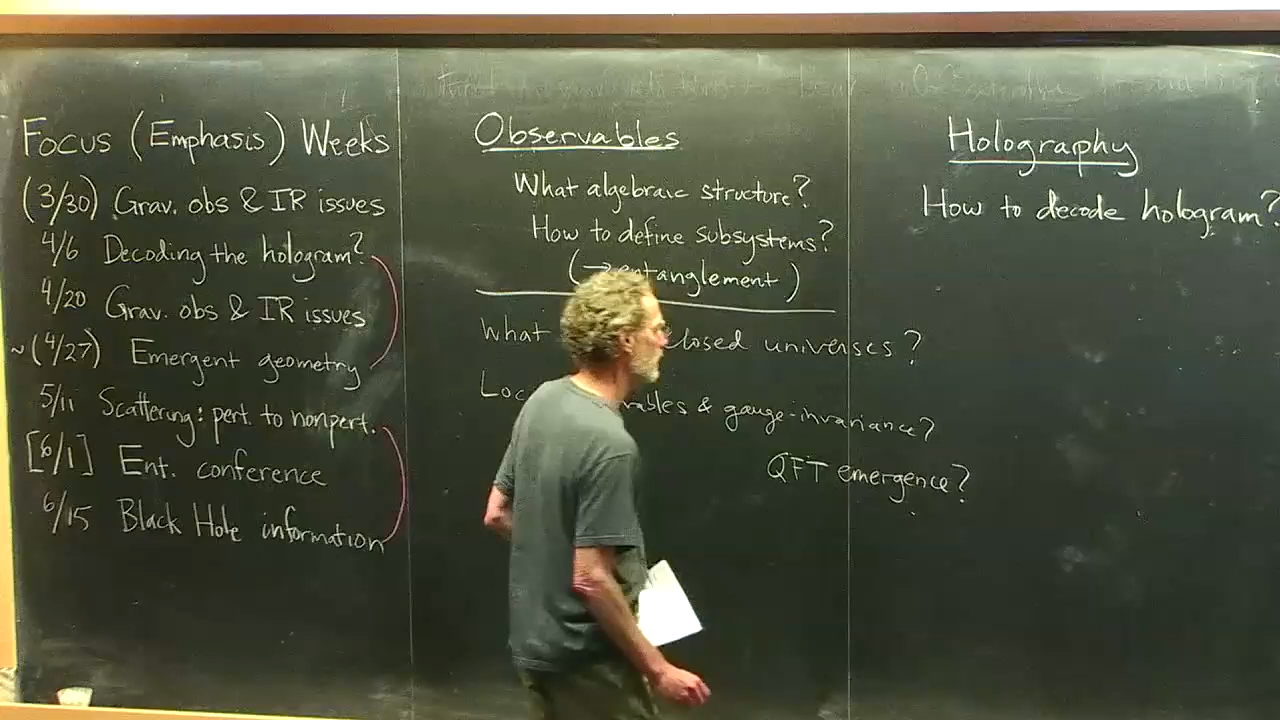 Focus (Emphasis) Weeks
(3/30) Grav. obs & IR issues
4/6 Decoding the hologram?
4/20 Grav. obs & IR issues
~(4/27) Emergent geometry
5/11 Scattering: pert. to nonpert.
[6/1] Ent. conference
6/15 Black Hole information
Observables
What algebraic structure?
How to define subsystems?
(→ entanglement)
What closed universes?
& gauge-invariance?
QFT emergence?
Holography
How to decode hologram?